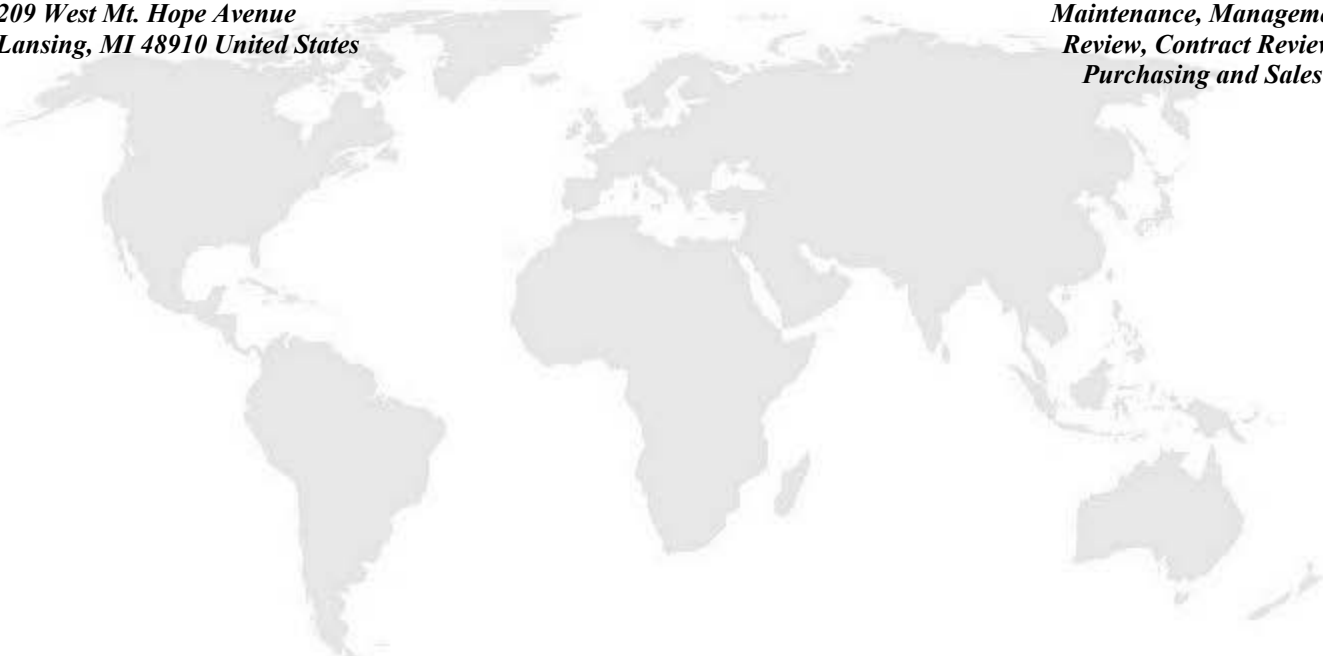 209 West Mt. Hope Avenue
Lansing, MI 48910 United States
Maintenance, Manageme
Review, Contract Review
Purchasing and Sales